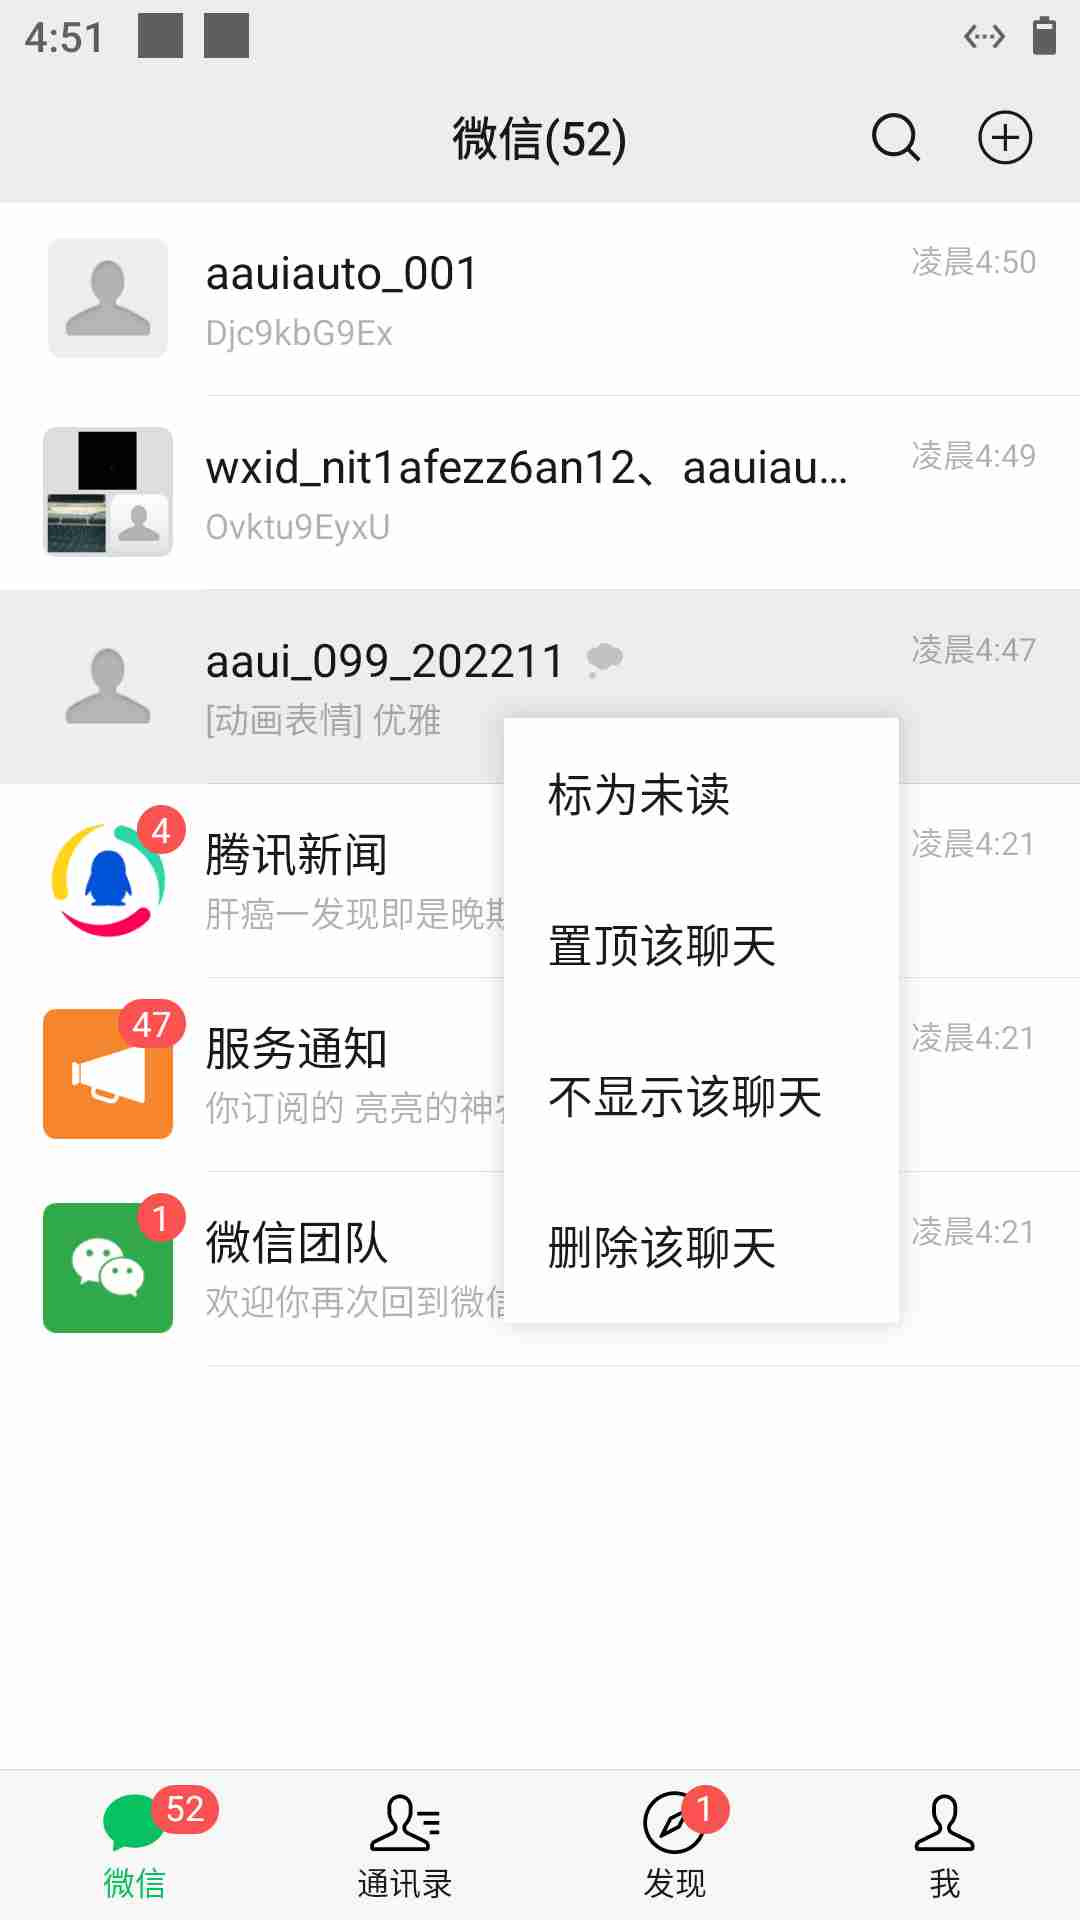 4:51
微信(52)
aauiauto_001
凌晨4:50
Djc9kbG9Ex
wxid_nit1afezz6an12、aauiau...
凌晨4:49
Ovktu9EyxU
aaui_099_202211
凌晨4:47
[动画表情] 优雅
标为未读
置顶该聊天
不显示该聊天
删除该聊天
4
腾讯新闻
凌晨4:21
肝癌一发现即是晚期
47
服务通知
凌晨4:21
你订阅的 亮亮的神
1
微信团队
凌晨4:21
欢迎你再次回到微信
52
微信
通讯录
1
发现
我